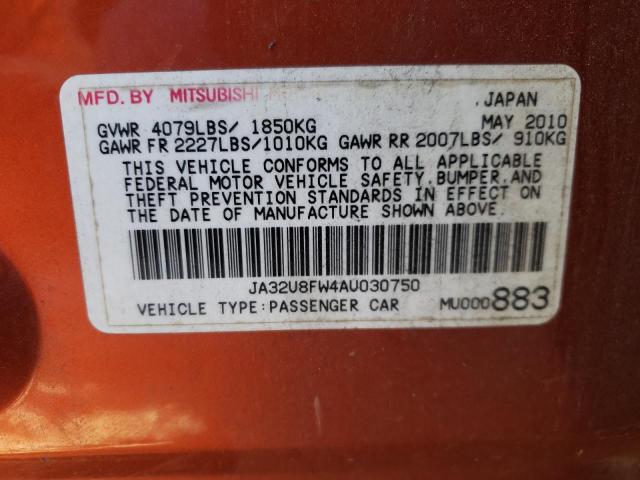 MFD. BY MITSUBISHI
JAPAN
GVWR 4079LBS/ 1850KG MAY 2010
GAWR FR 2227LBS/1010KG GAWR RR 2007LBS/ 910KG
THIS VEHICLE CONFORMS TO ALL APPLICABLE
FEDERAL MOTOR VEHICLE SAFETY, BUMPER, AND
THEFT PREVENTION STANDARDS IN EFFECT ON
THE DATE OF MANUFACTURE SHOWN ABOVE.
JA32U8FW4AU030750
VEHICLE TYPE:PASSENGER CAR MU000883